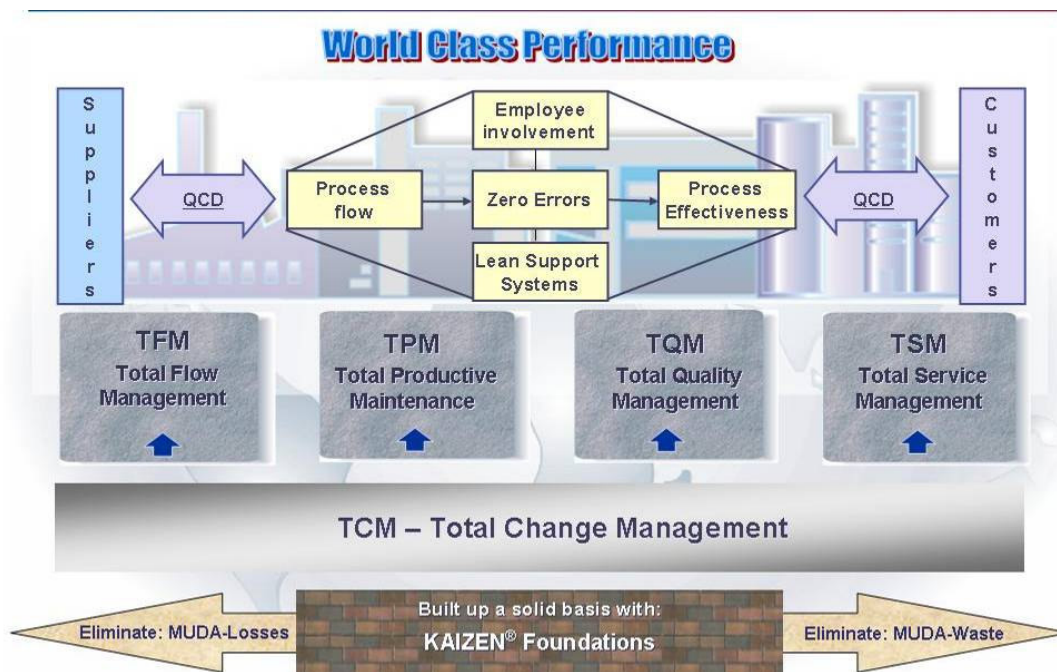 World Class Performance
Suppliers
QCD
Employee
involvement
Process
flow
Zero Errors
Process
Effectiveness
Lean Support
Systems
QCD
Customers
TFM
Total Flow
Management
TPM
Total Productive
Maintenance
TQM
Total Quality
Management
TSM
Total Service
Management
TCM – Total Change Management
Eliminate: MUDA-Losses
Built up a solid basis with:
KAIZEN® Foundations
Eliminate: MUDA-Waste